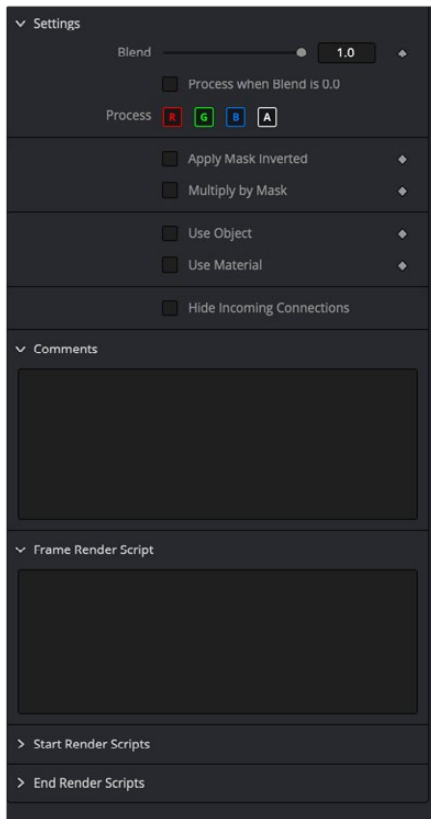 Settings
Blend 1.0
Process when Blend is 0.0
Process R G B A
Apply Mask Inverted
Multiply by Mask
Use Object
Use Material
Hide Incoming Connections
Comments
Frame Render Script
Start Render Scripts
End Render Scripts